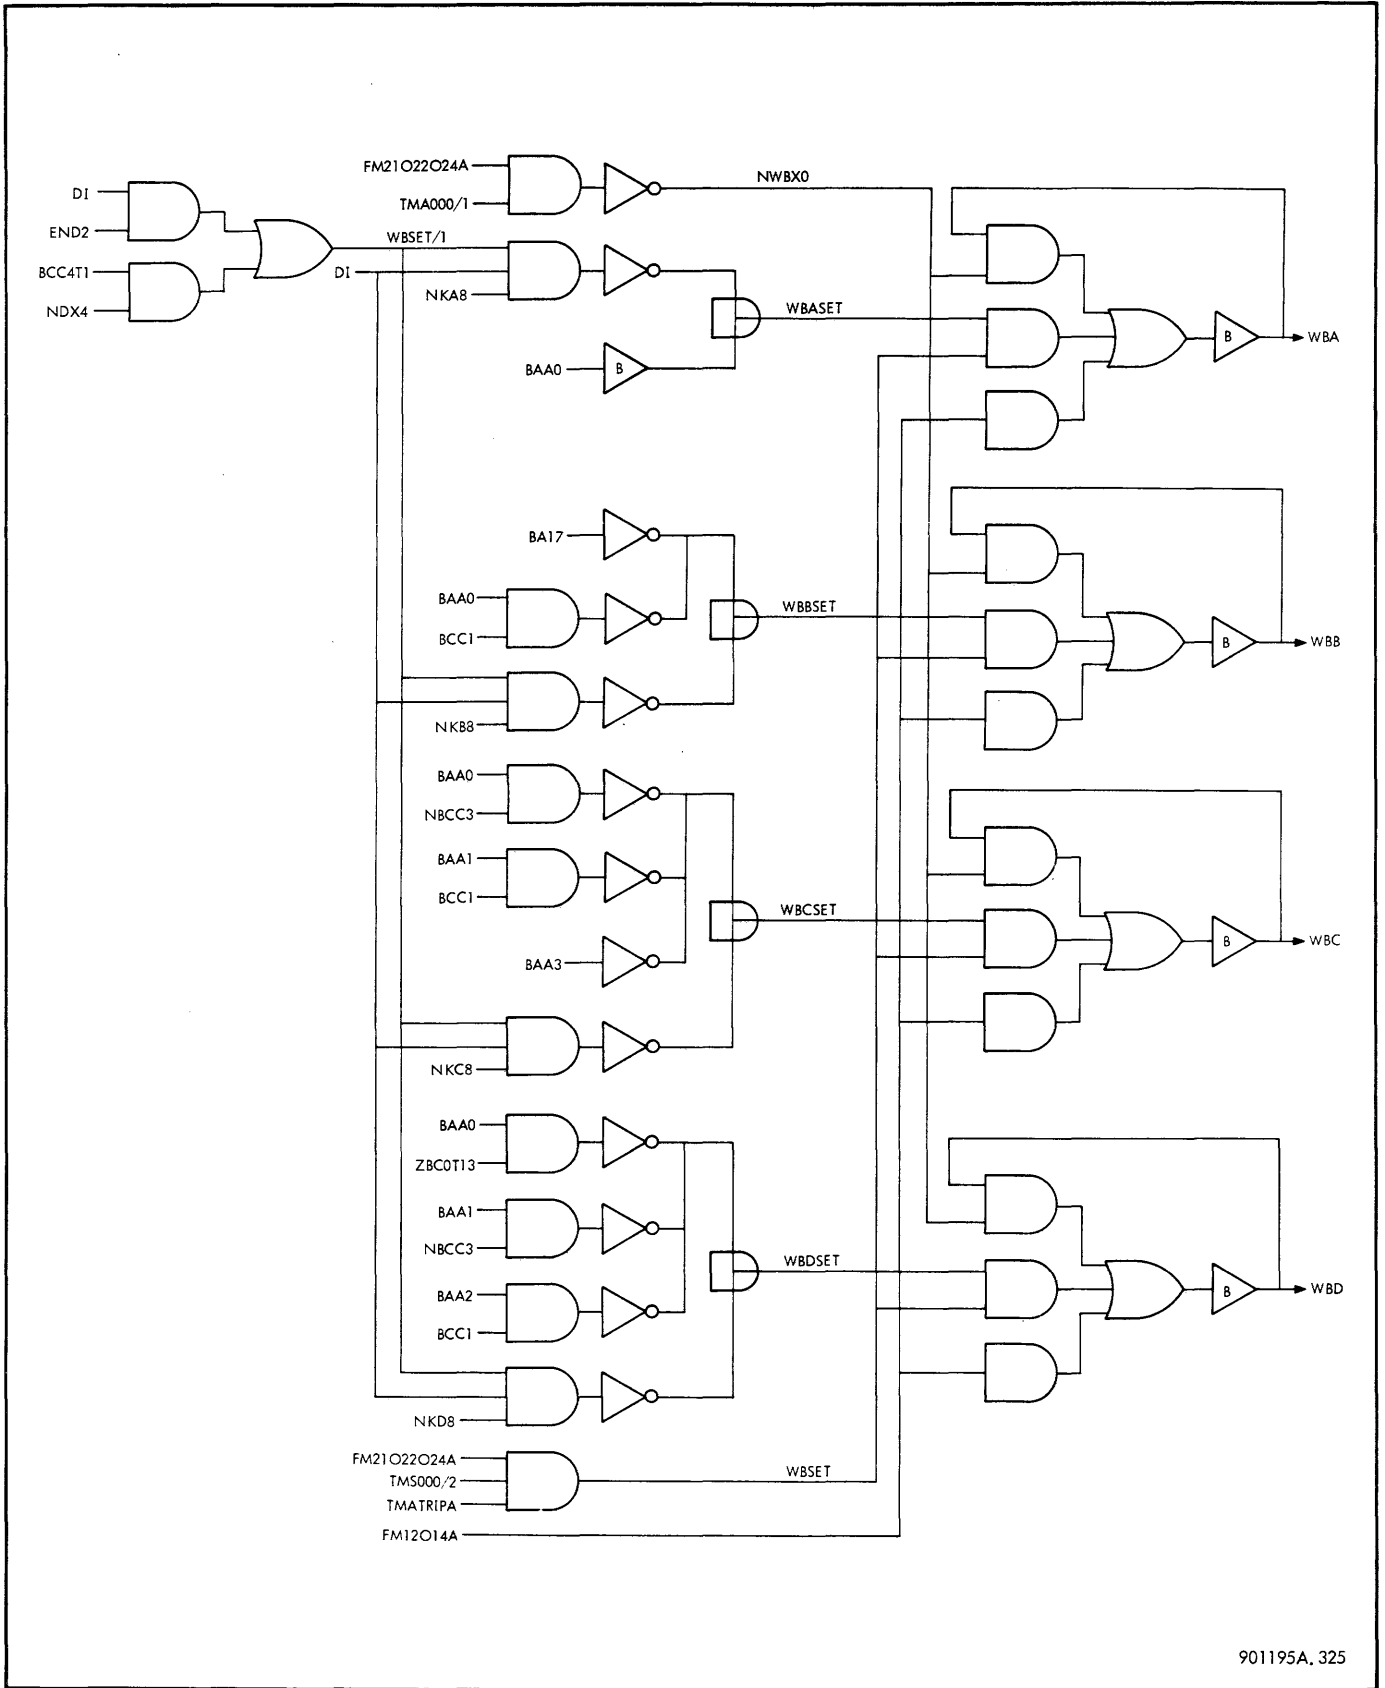 FM21O22O24A
TMA000/1
NWBX0
DI
END2
BCC4T1
NDX4
WBSET/1
DI
NKA8
WBASET
BAA0
B
B
WBA
BA17
BAA0
BCC1
WBBSET
NKB8
B
WBB
BAA0
NBCC3
BAA1
BCC1
BAA3
WBCSET
NKC8
B
WBC
BAA0
ZBC0T13
BAA1
NBCC3
BAA2
BCC1
WBDSET
NKD8
B
WBD
FM21O22O24A
TMS000/2
TMATRIPA
WBSET
FM12O14A
901195A. 325